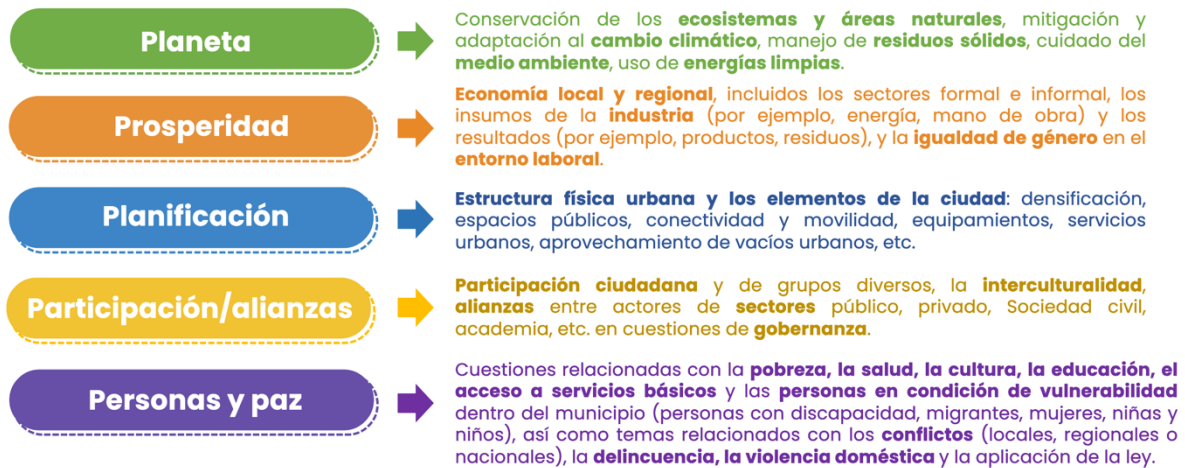 Planeta
Conservación de los ecosistemas y áreas naturales, mitigación y
adaptación al cambio climático, manejo de residuos sólidos, cuidado del
medio ambiente, uso de energías limpias.
Prosperidad
Economía local y regional, incluidos los sectores formal e informal, los
insumos de la industria (por ejemplo, energía, mano de obra) y los
resultados (por ejemplo, productos, residuos), y la igualdad de género en el
entorno laboral.
Planificación
Estructura física urbana y los elementos de la ciudad: densificación,
espacios públicos, conectividad y movilidad, equipamientos, servicios
urbanos, aprovechamiento de vacíos urbanos, etc.
Participación/alianzas
Participación ciudadana y de grupos diversos, la interculturalidad,
alianzas entre actores de sectores público, privado, Sociedad civil,
academia, etc. en cuestiones de gobernanza.
Personas y paz
Cuestiones relacionadas con la pobreza, la salud, la cultura, la educación, el
acceso a servicios básicos y las personas en condición de vulnerabilidad
dentro del municipio (personas con discapacidad, migrantes, mujeres, niñas y
niños), así como temas relacionados con los conflictos (locales, regionales o
nacionales), la delincuencia, la violencia doméstica y la aplicación de la ley.